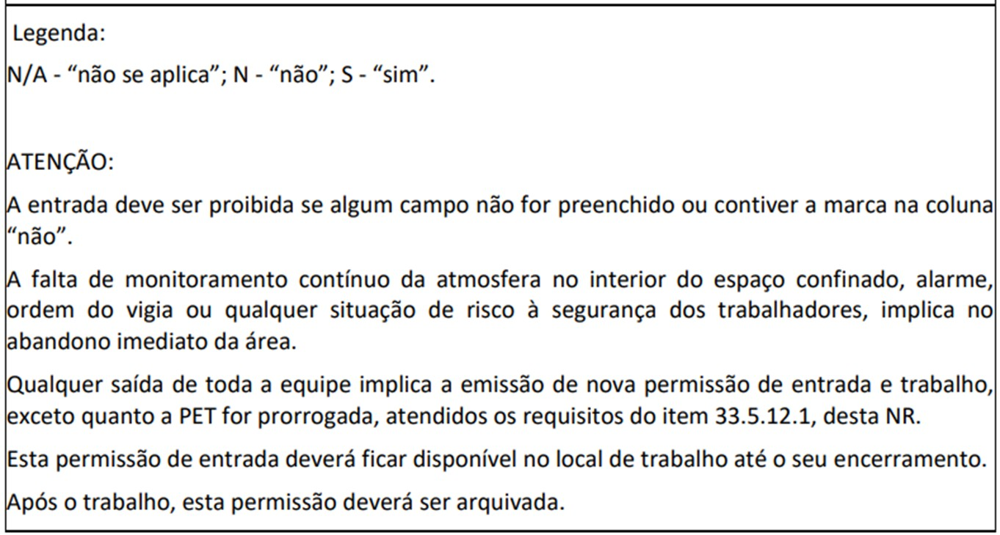 Legenda:
N/A - “não se aplica”; N - “não”; S - “sim”.
ATENÇÃO:
A entrada deve ser proibida se algum campo não for preenchido ou contiver a marca na coluna
“não”.
A falta de monitoramento contínuo da atmosfera no interior do espaço confinado, alarme,
ordem do vigia ou qualquer situação de risco à segurança dos trabalhadores, implica no
abandono imediato da área.
Qualquer saída de toda a equipe implica a emissão de nova permissão de entrada e trabalho,
exceto quanto a PET for prorrogada, atendidos os requisitos do item 33.5.12.1, desta NR.
Esta permissão de entrada deverá ficar disponível no local de trabalho até o seu encerramento.
Após o trabalho, esta permissão deverá ser arquivada.